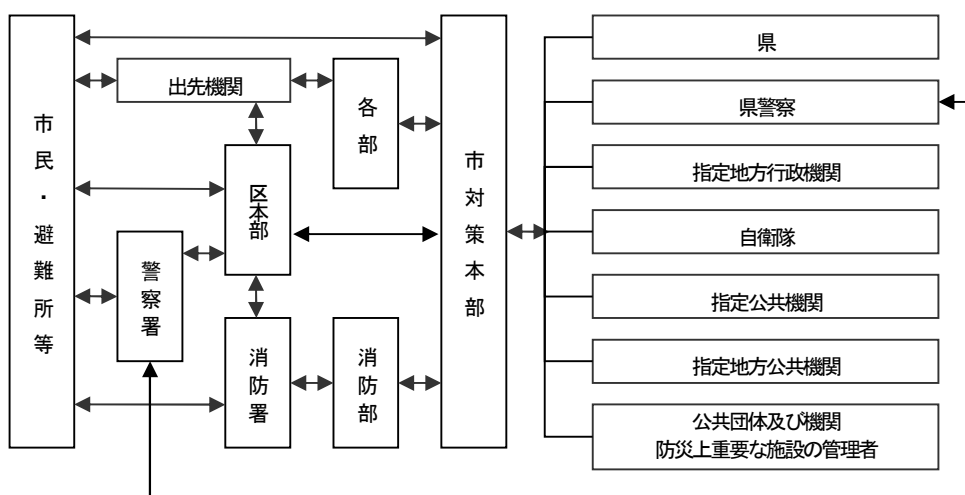 市民・避難所等
出先機関
各部
区本部
警察署
消防署
消防部
市対策本部
県
県警察
指定地方行政機関
自衛隊
指定公共機関
指定地方公共機関
公共団体及び機関
防災上重要な施設の管理者